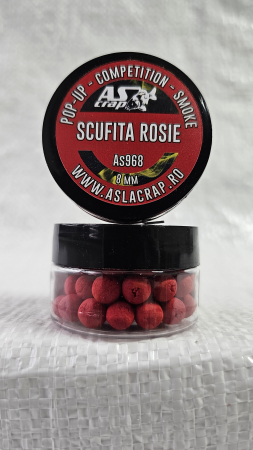 POP-UP - COMPETITION - SMOKE
AS
crap
SCUFITA ROSIE
As968
8 MM
WWW.ASLACRAP.RO